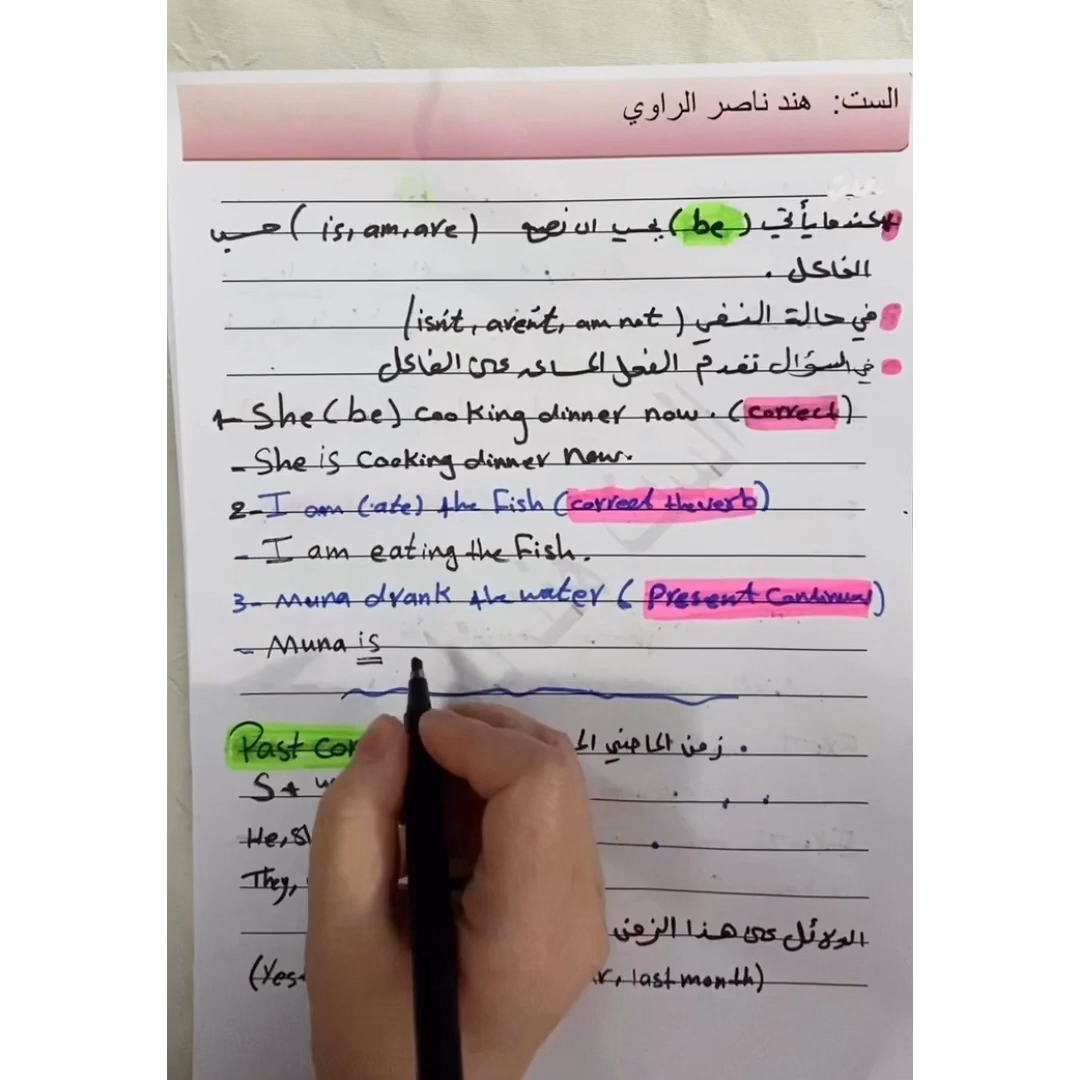 الست: هند ناصر الراوي
عندما يأتي (be) يجب ان نضع (is, am, are) حسب
الفاعل .
في حالة النفي (isn't, aren't, am not)
في السؤال نقدم الفعل المساعد على الفاعل
1- She (be) cooking dinner now. (correct)
- She is cooking dinner now.
2- I am (ate) the fish (correct the verb)
- I am eating the fish.
3- Muna drank the water ( Present Continuous)
- Muna is
Past Con زمن الماضي ال
S +
He, S
They,
الدلائل على هذا الزمن
(Yes , last month)